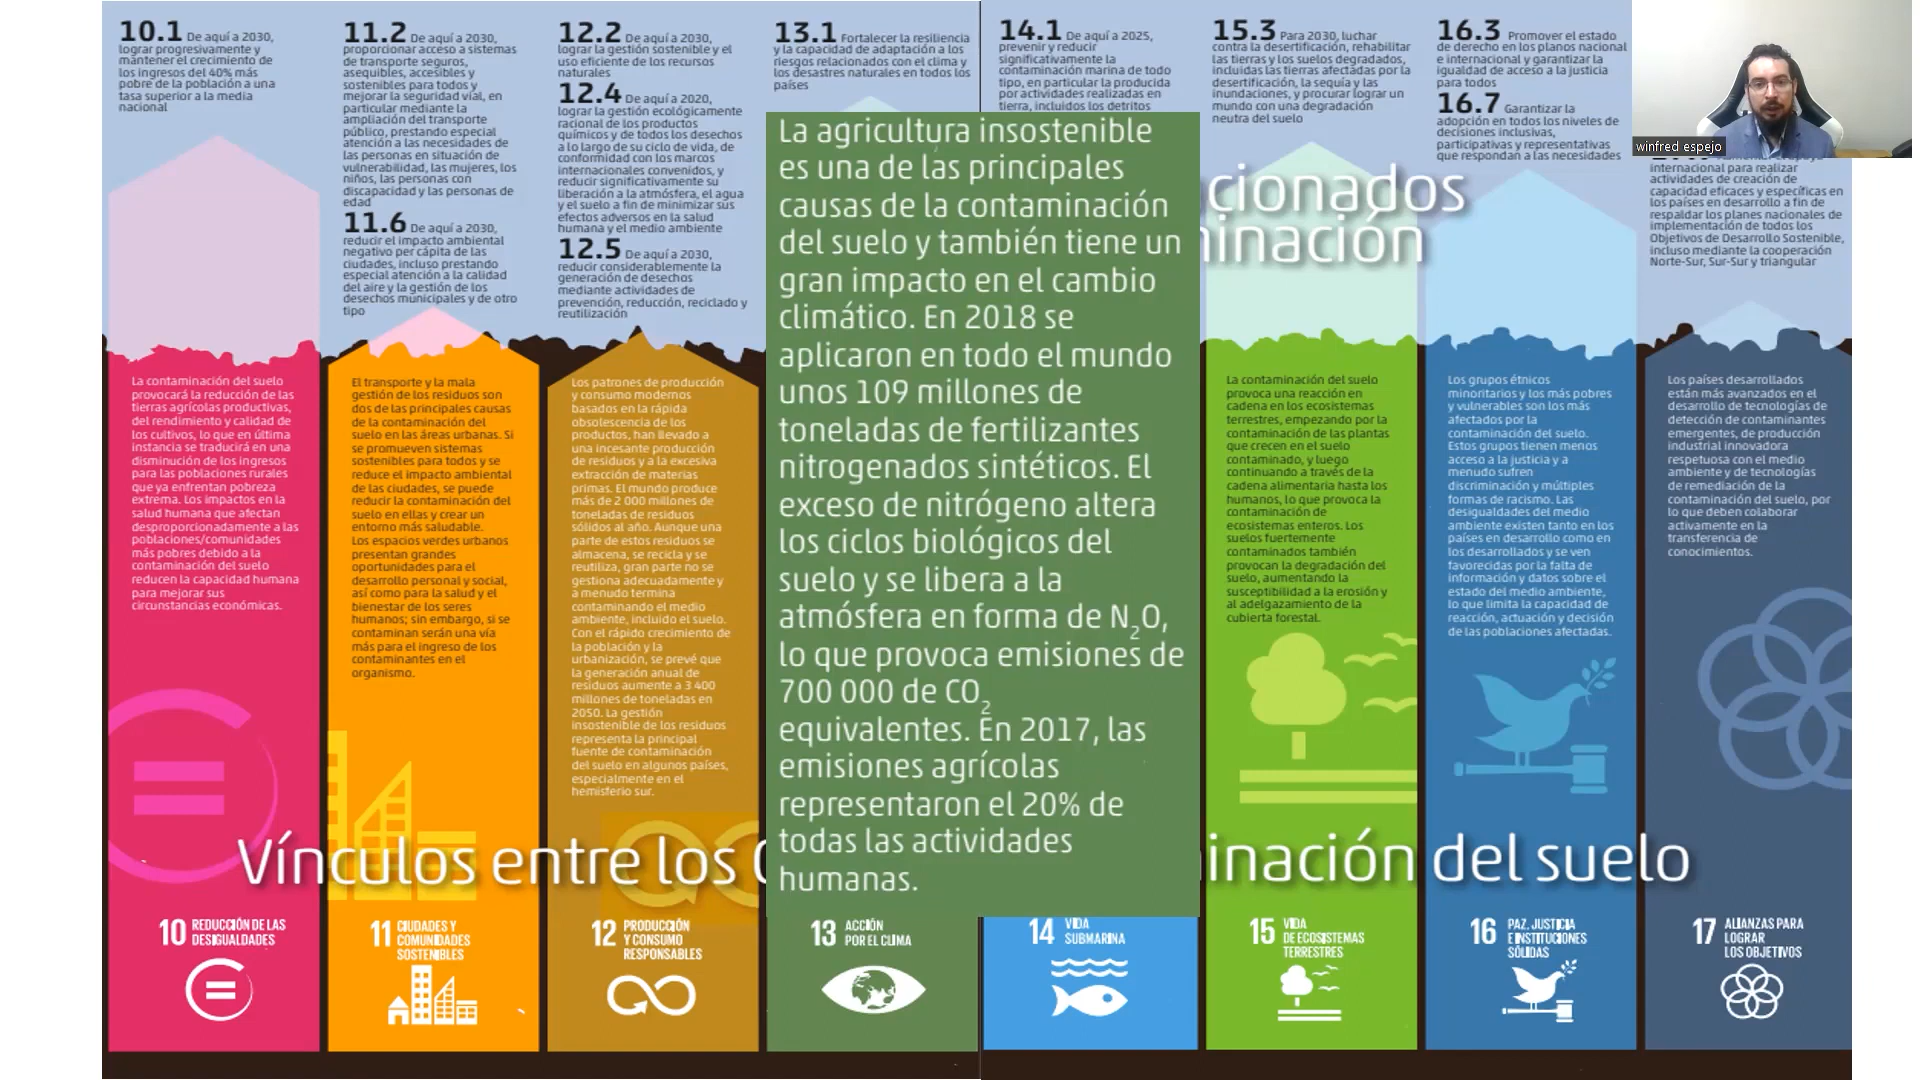 10.1 De aquí a 2030,
lograr progresivamente y
mantener el crecimiento de
los ingresos del 40% más
pobre de la población a una
tasa superior a la media
nacional
11.2 De aquí a 2030,
proporcionar acceso a sistemas
de transporte seguros,
asequibles, accesibles y
sostenibles para todos y
mejorar la seguridad vial, en
particular mediante la
ampliación del transporte
público, prestando especial
atención a las necesidades de
las personas en situación de
vulnerabilidad, las mujeres, los
niños, las personas con
discapacidad y las personas de
edad
11.6 De aquí a 2030,
reducir el impacto ambiental
negativo per cápita de las
ciudades, incluso prestando
especial atención a la calidad
del aire y la gestión de los
desechos municipales y de otro
tipo
12.2 De aquí a 2030,
lograr la gestión sostenible y el
uso eficiente de los recursos
naturales
12.4 De aquí a 2020,
lograr la gestión ecológicamente
racional de los productos
químicos y de todos los desechos
a lo largo de su ciclo de vida, de
conformidad con los marcos
internacionales convenidos, y
reducir significativamente su
liberación a la atmósfera, el agua
y el suelo a fin de minimizar sus
efectos adversos en la salud
humana y el medio ambiente
12.5 De aquí a 2030,
reducir considerablemente la
generación de desechos
mediante actividades de
prevención, reducción, reciclado y
reutilización
13.1 Fortalecer la resiliencia
y la capacidad de adaptación a los
riesgos relacionados con el clima y
los desastres naturales en todos los
países
14.1 De aquí a 2025,
prevenir y reducir
significativamente la
contaminación marina de todo
tipo, en particular la producida
por actividades realizadas en
tierra, incluidos los detritos
15.3 Para 2030, luchar
contra la desertificación, rehabilitar
las tierras y los suelos degradados,
incluidas las tierras afectadas por la
desertificación, la sequía y las
inundaciones, y procurar lograr un
mundo con una degradación
neutra del suelo
16.3 Promover el estado
de derecho en los planos nacional
e internacional y garantizar la
igualdad de acceso a la justicia
para todos
16.7 Garantizar la
adopción en todos los niveles de
decisiones inclusivas,
participativas y representativas
que respondan a las necesidades
winfred espejo
internacional para realizar
actividades de creación de
capacidad eficaces y específicas en
los países en desarrollo a fin de
respaldar los planes nacionales de
implementación de todos los
Objetivos de Desarrollo Sostenible,
incluso mediante la cooperación
Norte-Sur, Sur-Sur y triangular
cionados
inación
La agricultura insostenible
es una de las principales
causas de la contaminación
del suelo y también tiene un
gran impacto en el cambio
climático. En 2018 se
aplicaron en todo el mundo
unos 109 millones de
toneladas de fertilizantes
nitrogenados sintéticos. El
exceso de nitrógeno altera
los ciclos biológicos del
suelo y se libera a la
atmósfera en forma de N₂O,
lo que provoca emisiones de
700 000 de CO₂
equivalentes. En 2017, las
emisiones agrícolas
representaron el 20% de
todas las actividades
humanas.
La contaminación del suelo
provocará la reducción de las
tierras agrícolas productivas,
del rendimiento y calidad de
los cultivos, lo que en última
instancia se traducirá en una
disminución de los ingresos
para las poblaciones rurales
que ya enfrentan pobreza
extrema. Los impactos en la
salud humana que afectan
desproporcionadamente a las
poblaciones/comunidades
más pobres debido a la
contaminación del suelo
reducen la capacidad humana
para mejorar sus
circunstancias económicas.
El transporte y la mala
gestión de los residuos son
dos de las principales causas
de la contaminación del
suelo en las áreas urbanas. Si
se promueven sistemas
sostenibles para todos y se
reduce el impacto ambiental
de las ciudades, se puede
reducir la contaminación del
suelo en ellas y crear un
entorno más saludable.
Los espacios verdes urbanos
presentan grandes
oportunidades para el
desarrollo personal y social,
así como para la salud y el
bienestar de los seres
humanos; sin embargo, si se
contaminan serán una vía
más para el ingreso de los
contaminantes en el
organismo.
Los patrones de producción
y consumo modernos
basados en la rápida
obsolescencia de los
productos, han llevado a
una incesante producción
de residuos y a la excesiva
extracción de materias
primas. El mundo produce
más de 2 000 millones de
toneladas de residuos
sólidos al año. Aunque una
parte de estos residuos se
almacena, se recicla y se
reutiliza, gran parte no se
gestiona adecuadamente y
a menudo termina
contaminando el medio
ambiente, incluido el suelo.
Con el rápido crecimiento de
la población y la
urbanización, se prevé que
la generación anual de
residuos aumente a 3 400
millones de toneladas en
2050. La gestión
insostenible de los residuos
representa la principal
fuente de contaminación
del suelo en algunos países,
especialmente en el
hemisferio sur.
La contaminación del suelo
provoca una reacción en
cadena en los ecosistemas
terrestres, empezando por la
contaminación de las plantas
que crecen en el suelo
contaminado, y luego
continuando a través de la
cadena alimentaria hasta los
humanos, lo que provoca la
contaminación de
ecosistemas enteros. Los
suelos fuertemente
contaminados también
provocan la degradación del
suelo, aumentando la
susceptibilidad a la erosión y
al adelgazamiento de la
cubierta forestal.
Los grupos étnicos
minoritarios y los más pobres
y vulnerables son los más
afectados por la
contaminación del suelo.
Estos grupos tienen menos
acceso a la justicia y a
menudo sufren
discriminación y múltiples
formas de racismo. Las
desigualdades del medio
ambiente existen tanto en los
países en desarrollo como en
los desarrollados y se ven
favorecidas por la falta de
información y datos sobre el
estado del medio ambiente,
lo que limita la capacidad de
reacción, actuación y decisión
de las poblaciones afectadas.
Los países desarrollados
están más avanzados en el
desarrollo de tecnologías de
detección de contaminantes
emergentes, de producción
industrial innovadora
respetuosa con el medio
ambiente y de tecnologías
de remediación de la
contaminación del suelo, por
lo que deben colaborar
activamente en la
transferencia de
conocimientos.
Vínculos entre los
inación del suelo
10 REDUCCIÓN DE LAS
DESIGUALDADES
11 CIUDADES Y
COMUNIDADES
SOSTENIBLES
12 PRODUCCIÓN
Y CONSUMO
RESPONSABLES
13 ACCIÓN
POR EL CLIMA
14 VIDA
SUBMARINA
15 VIDA
DE ECOSISTEMAS
TERRESTRES
16 PAZ, JUSTICIA
E INSTITUCIONES
SÓLIDAS
17 ALIANZAS PARA
LOGRAR
LOS OBJETIVOS